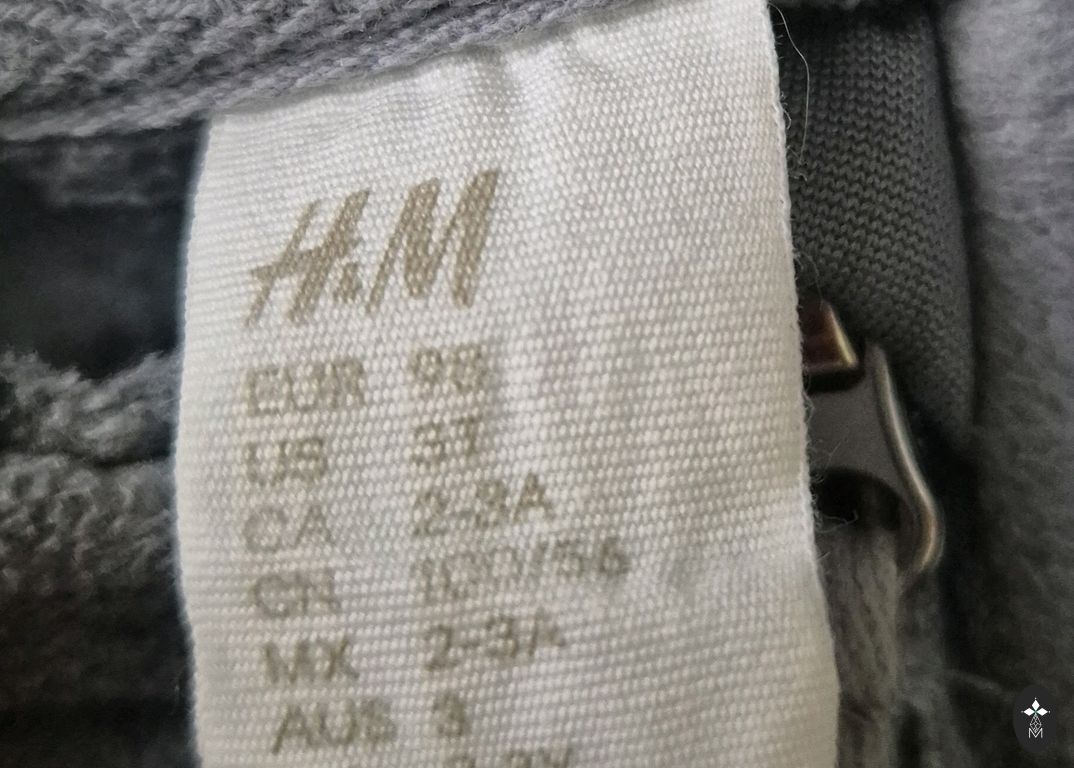 H&M
EUR 98
US 3T
CA 2-3A
CN 100/56
MX 2-3A
AUS 3